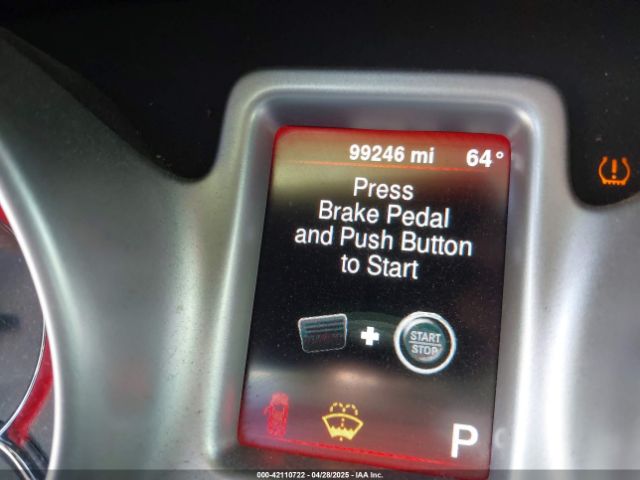 99246 mi 64°
Press
Brake Pedal
and Push Button
to Start
START
STOP
P
000-42110722 - 04/28/2025 - Copyright IAA, Inc.